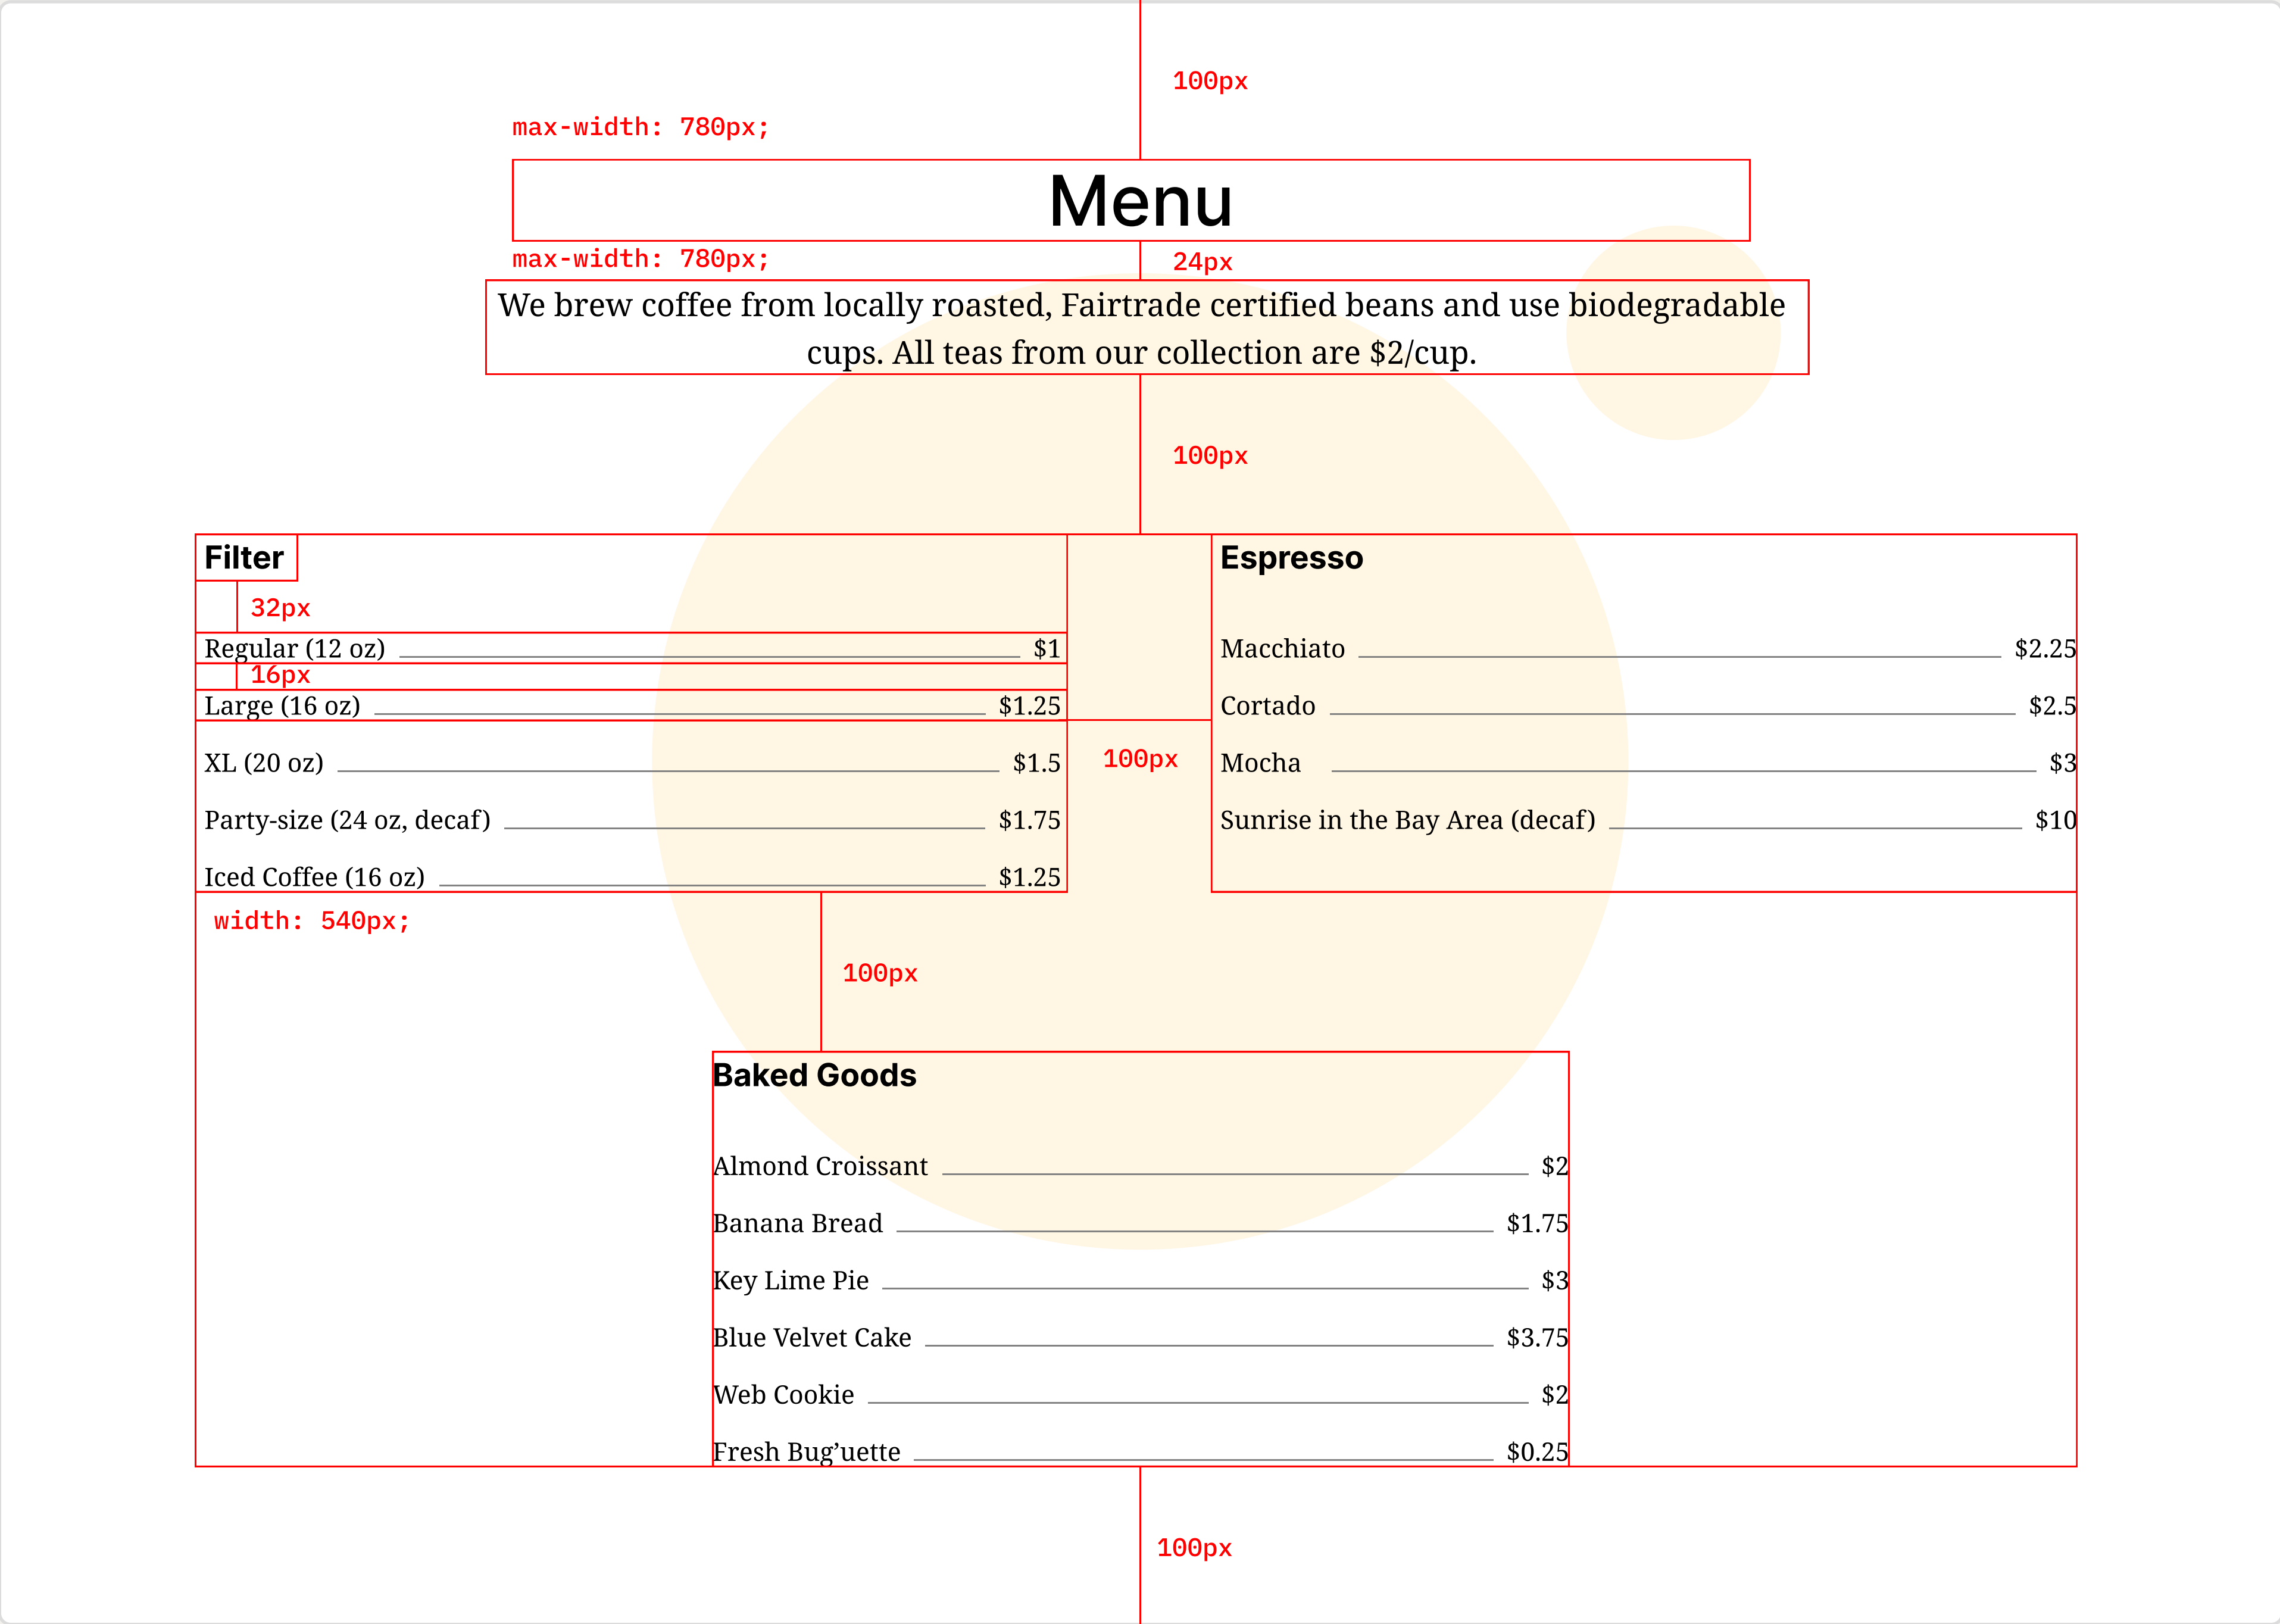 100px
max-width: 780px;
Menu
max-width: 780px;
24px
We brew coffee from locally roasted, Fairtrade certified beans and use biodegradable
cups. All teas from our collection are $2/cup.
100px
Filter
32px
Regular (12 oz) $1
16px
Large (16 oz) $1.25
XL (20 oz) $1.5
Party-size (24 oz, decaf) $1.75
Iced Coffee (16 oz) $1.25
width: 540px;
100px
Espresso
Macchiato $2.25
Cortado $2.5
Mocha $3
Sunrise in the Bay Area (decaf) $10
100px
Baked Goods
Almond Croissant $2
Banana Bread $1.75
Key Lime Pie $3
Blue Velvet Cake $3.75
Web Cookie $2
Fresh Bug’uette $0.25
100px